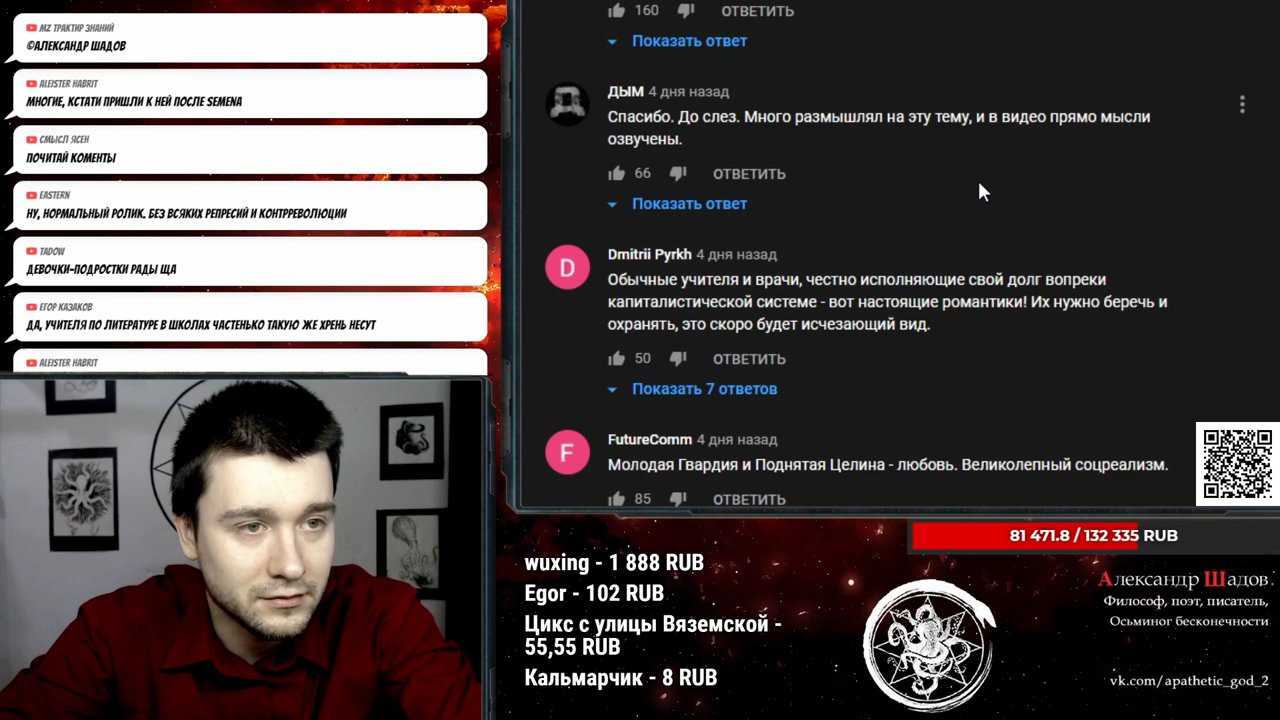 MZ ТРАКТИР ЗНАНИЙ
©АЛЕКСАНДР ШАДОВ
ALEISTER HABRIT
МНОГИЕ, КСТАТИ ПРИШЛИ К НЕЙ ПОСЛЕ SEMENA
СМЫСЛ ЯСЕН
ПОЧИТАЙ КОМЕНТЫ
EASTERN
НУ, НОРМАЛЬНЫЙ РОЛИК. БЕЗ ВСЯКИХ РЕПРЕСИЙ И КОНТРРЕВОЛЮЦИИ
TADOW
ДЕВОЧКИ-ПОДРОСТКИ РАДЫ ЩА
ЕГОР КАЗАКОВ
ДА, УЧИТЕЛЯ ПО ЛИТЕРАТУРЕ В ШКОЛАХ ЧАСТЕНЬКО ТАКУЮ ЖЕ ХРЕНЬ НЕСУТ
ALEISTER HABRIT
160 ОТВЕТИТЬ
Показать ответ
ДЫМ 4 дня назад
Спасибо. До слез. Много размышлял на эту тему, и в видео прямо мысли
озвучены.
66 ОТВЕТИТЬ
Показать ответ
D
Dmitrii Pyrkh 4 дня назад
Обычные учителя и врачи, честно исполняющие свой долг вопреки
капиталистической системе - вот настоящие романтики! Их нужно беречь и
охранять, это скоро будет исчезающий вид.
50 ОТВЕТИТЬ
Показать 7 ответов
F
FutureComm 4 дня назад
Молодая Гвардия и Поднятая Целина - любовь. Великолепный соцреализм.
85 ОТВЕТИТЬ
81 471.8 / 132 335 RUB
wuxing - 1 888 RUB
Egor - 102 RUB
Цикс с улицы Вяземской -
55,55 RUB
Кальмарчик - 8 RUB
Александр Шадов
Философ, поэт, писатель,
Осьминог бесконечности
vk.com/apathetic_god_2